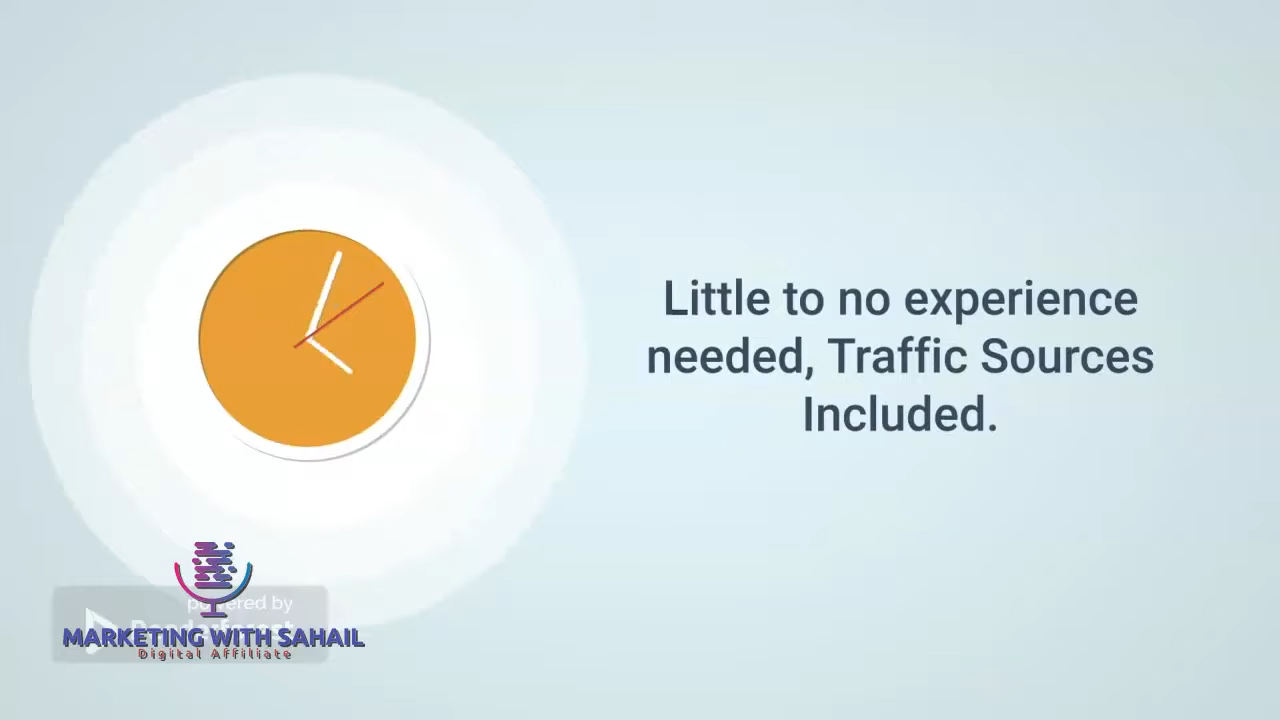 Little to no experience
needed, Traffic Sources
Included.
powered by
MARKETING WITH SAHAIL
Digital Affiliate